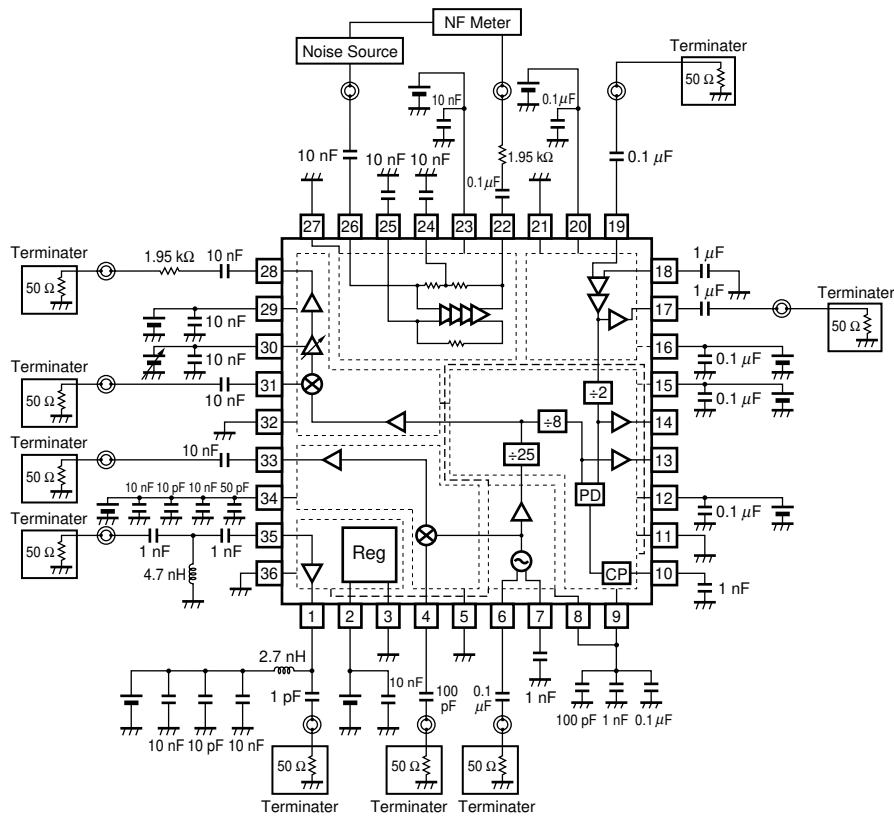 NF Meter
Noise Source
Terminater
50 Ω
10 nF
0.1 μF
10 nF
10 nF
10 nF
0.1 μF
1.95 kΩ
0.1 μF
27
26
25
24
23
22
21
20
19
Terminater
50 Ω
1.95 kΩ
10 nF
28
29
10 nF
30
10 nF
Terminater
50 Ω
10 nF
31
32
Terminater
50 Ω
10 nF
33
10 nF
10 pF
10 nF
50 pF
34
Terminater
50 Ω
1 nF
1 nF
4.7 nH
35
36
÷2
÷8
÷25
PD
CP
Reg
18
1 μF
17
1 μF
Terminater
50 Ω
16
0.1 μF
15
0.1 μF
14
13
12
0.1 μF
11
10
1 nF
1
2
3
4
5
6
7
8
9
2.7 nH
1 pF
10 nF
10 pF
10 nF
10 nF
100 pF
0.1 μF
1 nF
100 pF
1 nF
0.1 μF
50 Ω
Terminater
50 Ω
Terminater
50 Ω
Terminater